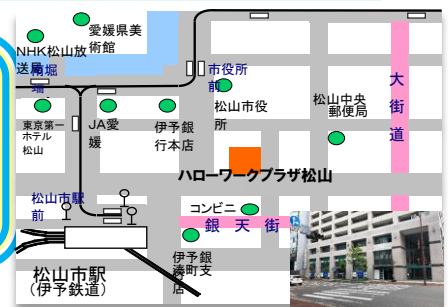 愛媛県美
術館
NHK松山放
送局
南堀
端
市役所
前
大
街
道
松山市役
所
松山中央
郵便局
東京第一
ホテル
松山
JA愛
媛
伊予銀
行本店
ハローワークプラザ松山
松山市駅
前
コンビニ
銀 天 街
伊予銀
湊町支
店
松山市駅
（伊予鉄道）